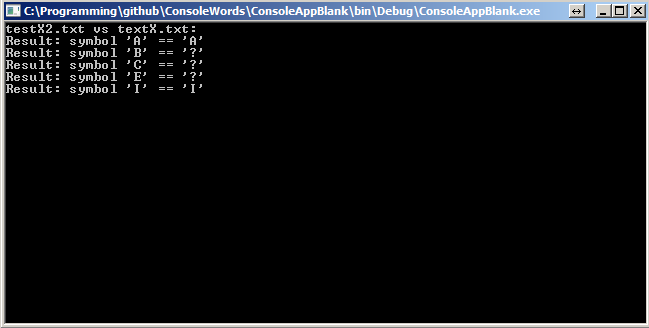 C:\Programming\github\ConsoleWords\ConsoleAppBlank\bin\Debug\ConsoleAppBlank.exe
testX2.txt vs textX.txt:
Result: symbol 'A' == 'A'
Result: symbol 'B' == '?'
Result: symbol 'C' == '?'
Result: symbol 'E' == '?'
Result: symbol 'I' == 'I'